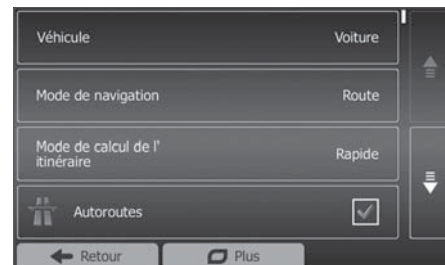 Véhicule Voiture
Mode de navigation Route
Mode de calcul de l'
itinéraire Rapide
Autoroutes
Retour Plus